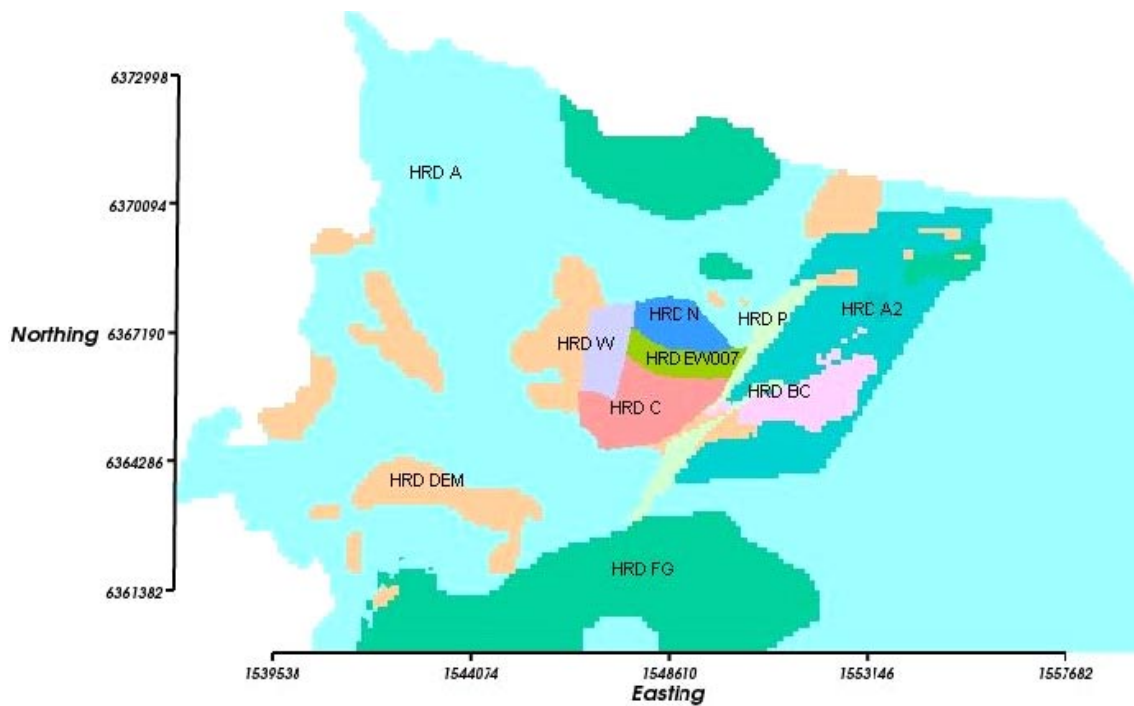 6372998
HRD A
6370094
HRD A2
HRD N
HRD P
Northing
6367190
HRD W
HRD EW007
HRD BC
HRD C
6364286
HRD DEM
HRD FG
6361382
1539538
1544074
1548610
1553146
1557682
Easting